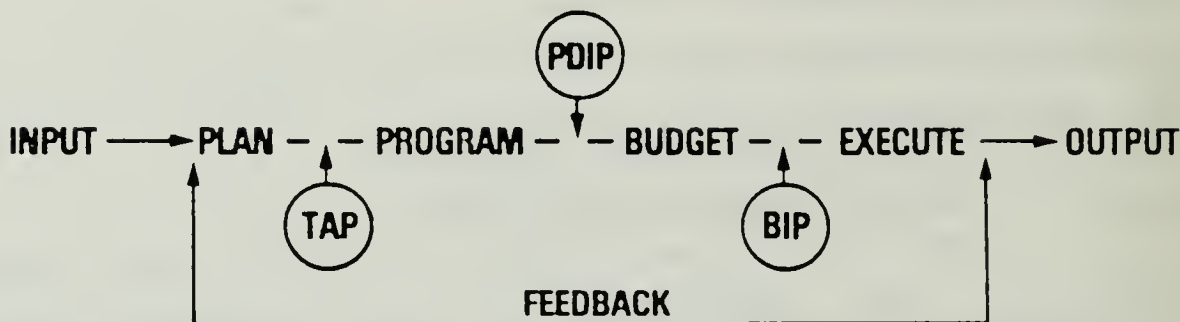 PDIP
INPUT PLAN PROGRAM BUDGET EXECUTE OUTPUT
TAP BIP
FEEDBACK